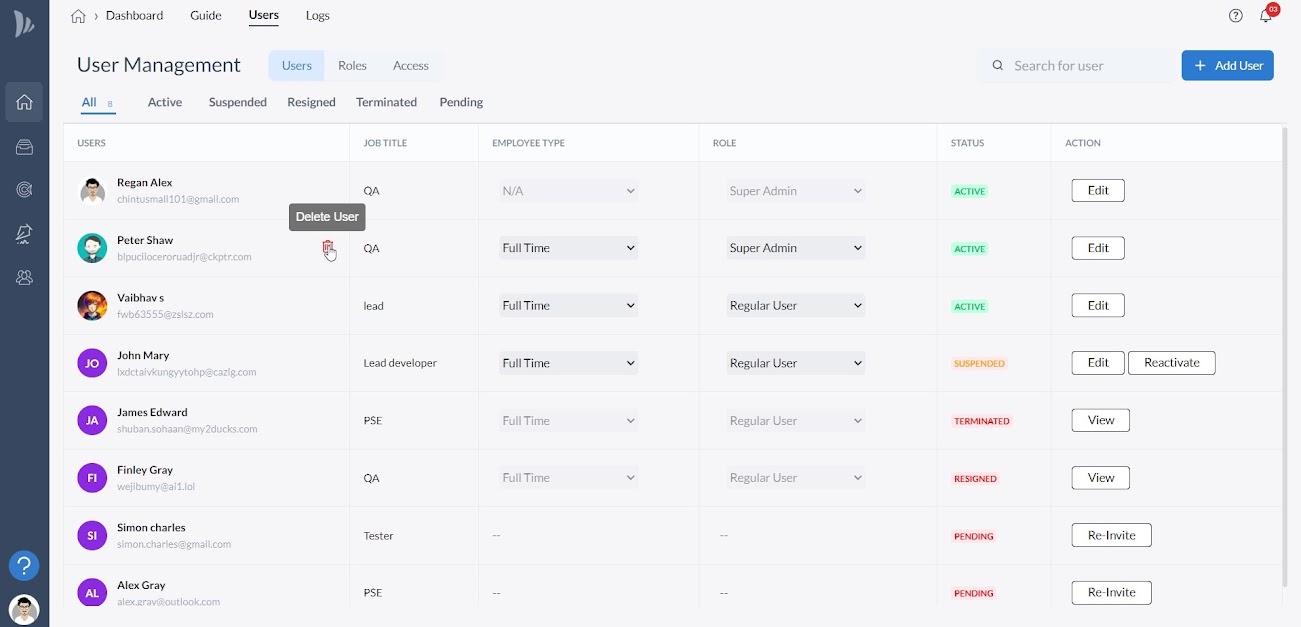 Dashboard Guide Users Logs
03
User Management Users Roles Access Search for user + Add User
All 8 Active Suspended Resigned Terminated Pending
USERS JOB TITLE EMPLOYEE TYPE ROLE STATUS ACTION
Regan Alex
chintusmall101@gmail.com
QA N/A Super Admin ACTIVE Edit
Delete User
Peter Shaw
blpuciloceroruadjr@ckptr.com
QA Full Time Super Admin ACTIVE Edit
Vaibhav s
fwb63555@zslsz.com
lead Full Time Regular User ACTIVE Edit
JO
John Mary
lxdctaivkungyytohp@cazlg.com
Lead developer Full Time Regular User SUSPENDED Edit Reactivate
JA
James Edward
shuban.sohaan@my2ducks.com
PSE Full Time Regular User TERMINATED View
FI
Finley Gray
wejibumy@ai1.lol
QA Full Time Regular User RESIGNED View
SI
Simon charles
simon.charles@gmail.com
Tester -- -- PENDING Re-Invite
AL
Alex Gray
alex.gray@outlook.com
PSE -- -- PENDING Re-Invite
?